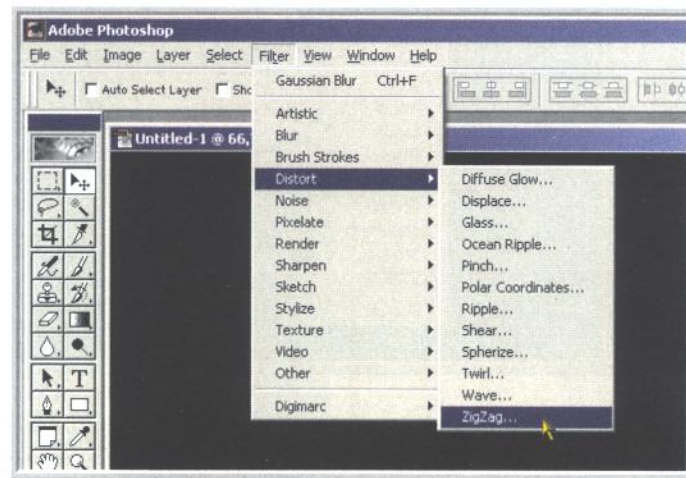 Adobe Photoshop
File Edit Image Layer Select Filter View Window Help
Auto Select Layer Sho
Untitled-1 @ 66,
Gaussian Blur Ctrl+F
Artistic
Blur
Brush Strokes
Distort
Noise
Pixelate
Render
Sharpen
Sketch
Stylize
Texture
Video
Other
Digimarc
Diffuse Glow...
Displace...
Glass...
Ocean Ripple...
Pinch...
Polar Coordinates...
Ripple...
Shear...
Spherize...
Twirl...
Wave...
ZigZag...
T